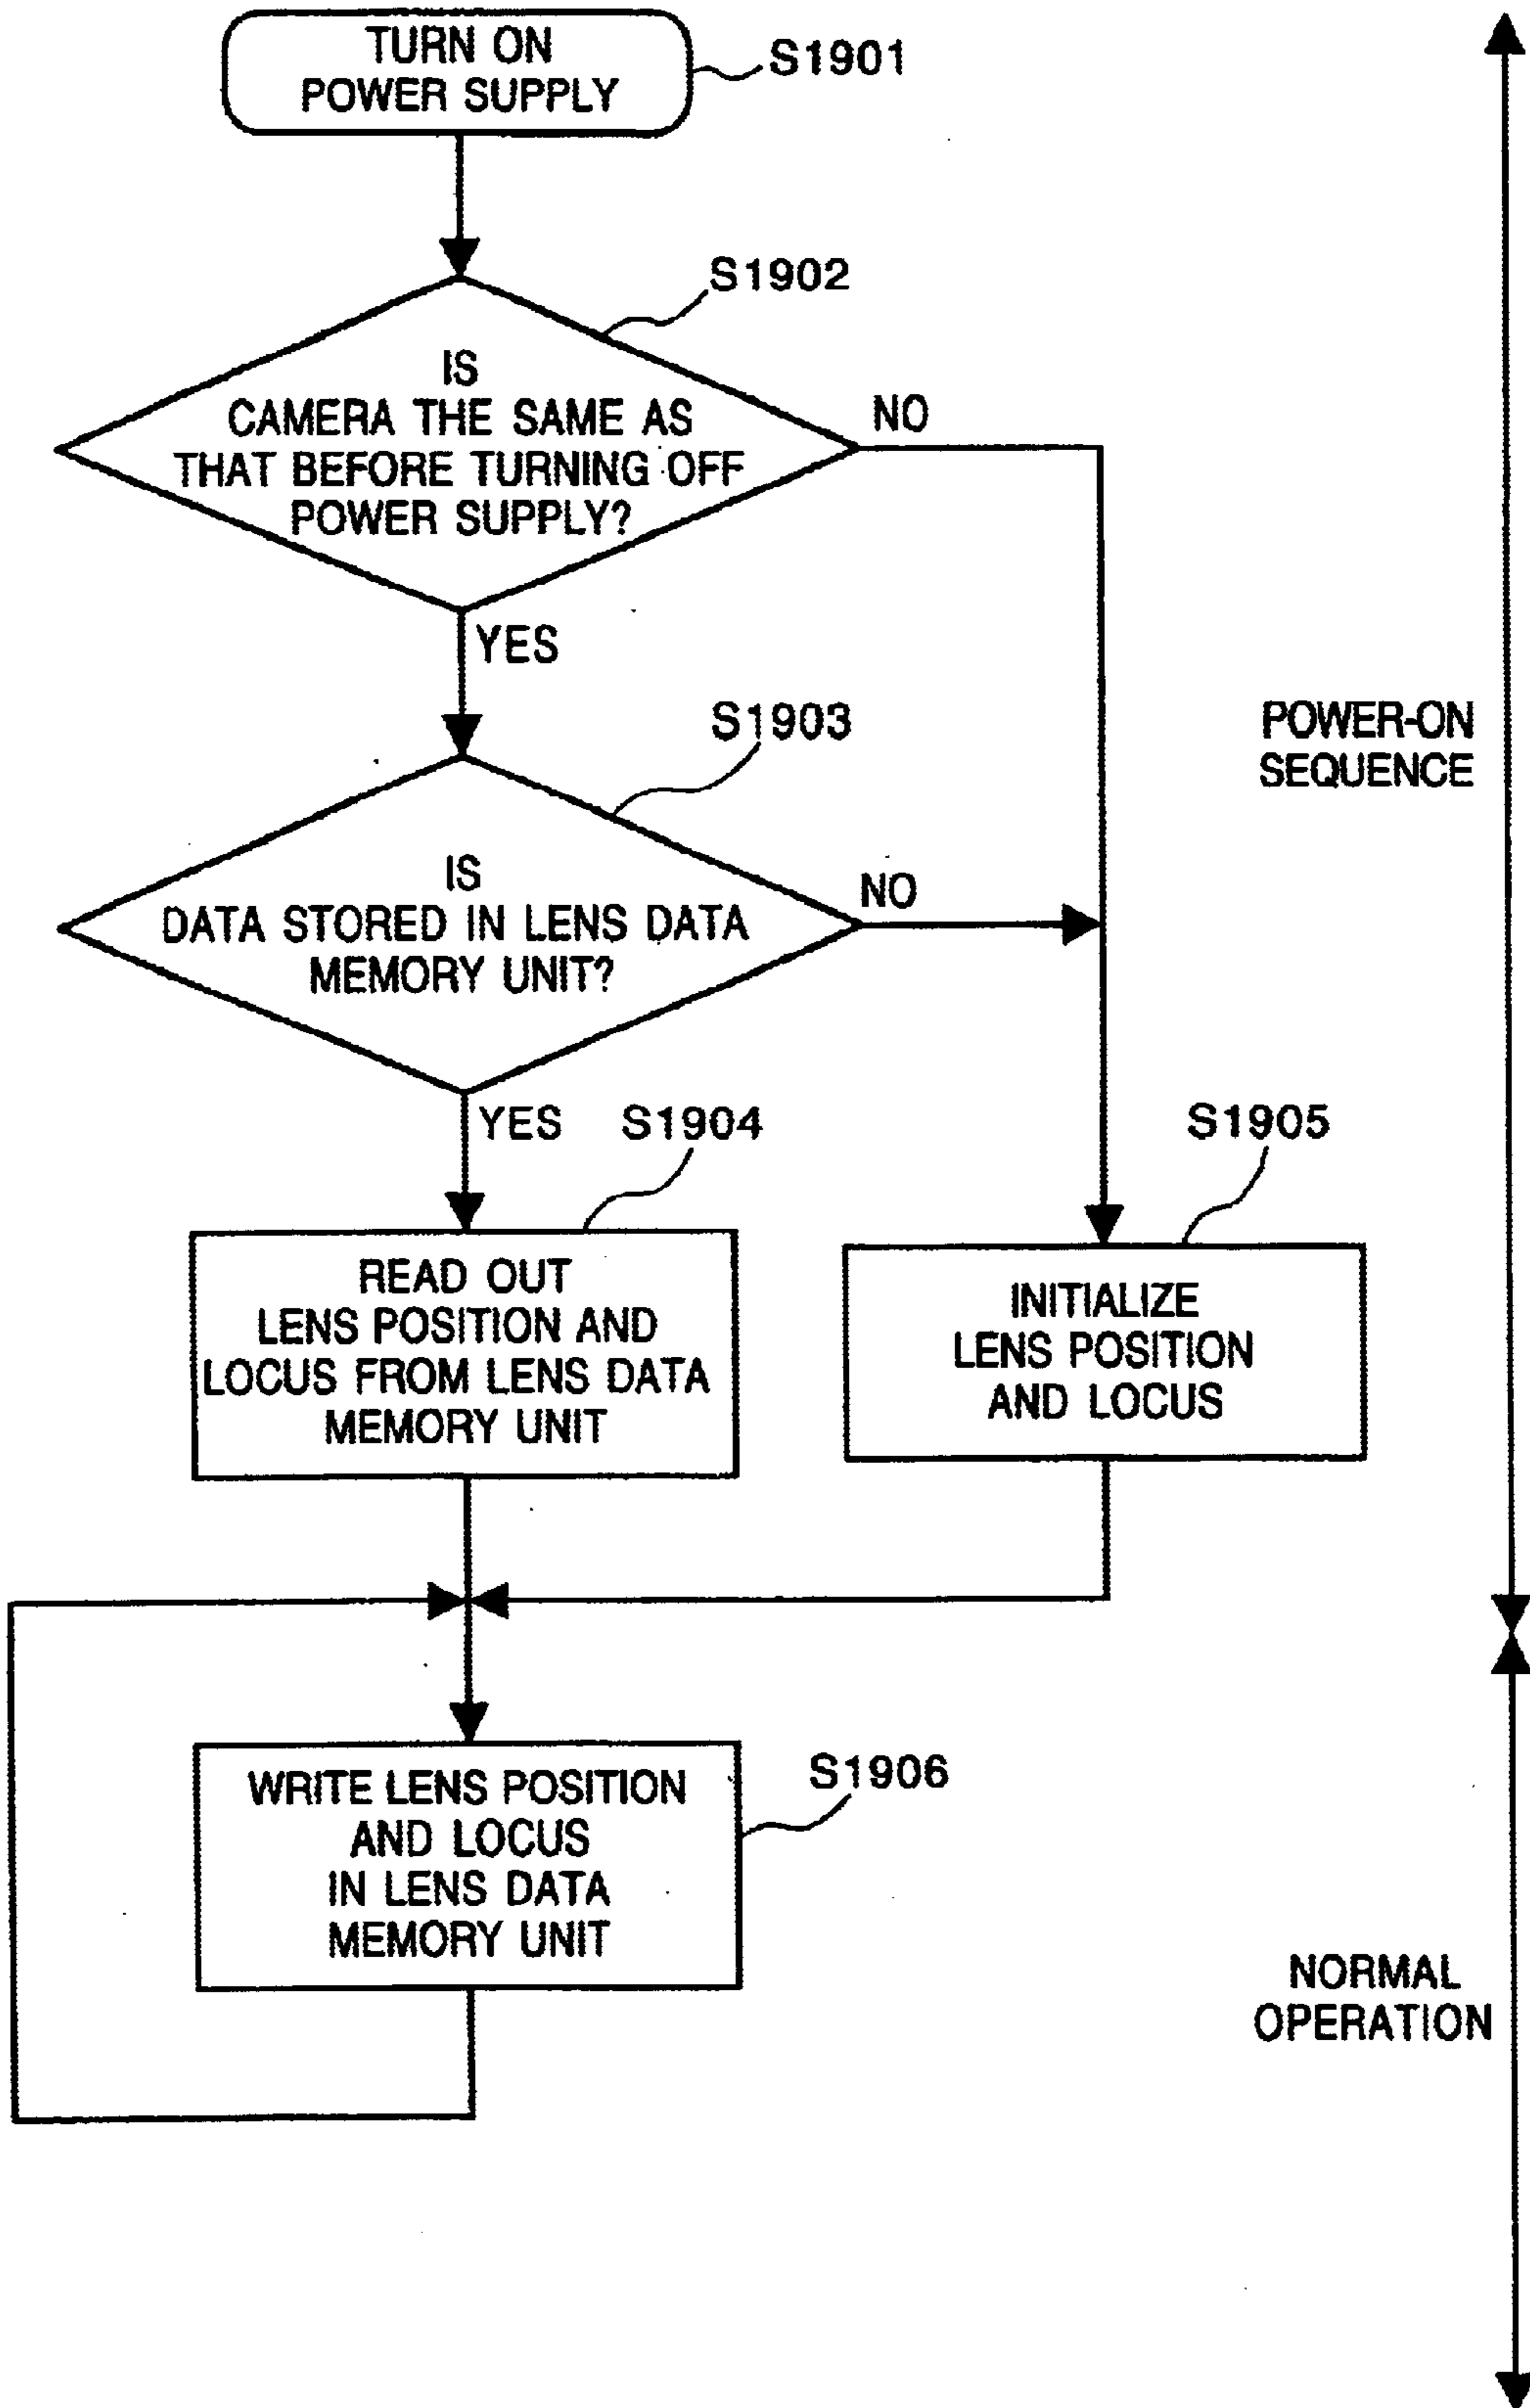 TURN ON
POWER SUPPLY
S1901
S1902
IS
CAMERA THE SAME AS
THAT BEFORE TURNING OFF
POWER SUPPLY?
NO
YES
S1903
IS
DATA STORED IN LENS DATA
MEMORY UNIT?
NO
YES
S1904
READ OUT
LENS POSITION AND
LOCUS FROM LENS DATA
MEMORY UNIT
S1905
INITIALIZE
LENS POSITION
AND LOCUS
POWER-ON
SEQUENCE
WRITE LENS POSITION
AND LOCUS
IN LENS DATA
MEMORY UNIT
S1906
NORMAL
OPERATION